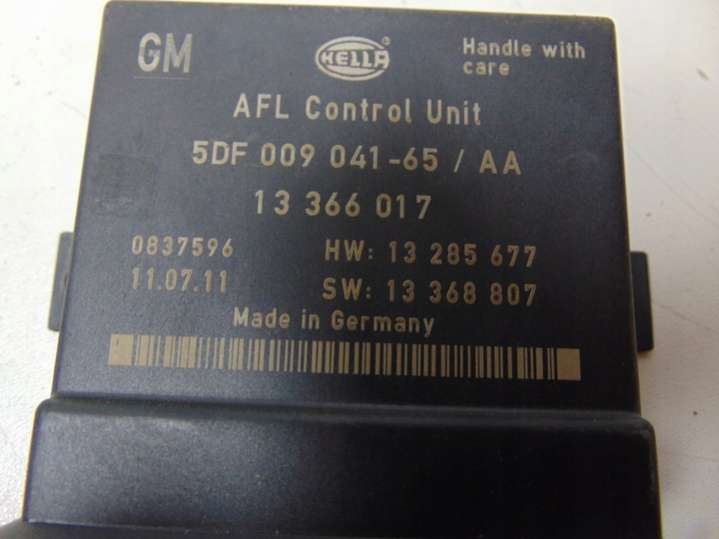 GM
HELLA ®
Handle with
care
AFL Control Unit
5DF 009 041-65 / AA
13 366 017
0837596
HW: 13 285 677
11.07.11
SW: 13 368 807
Made in Germany